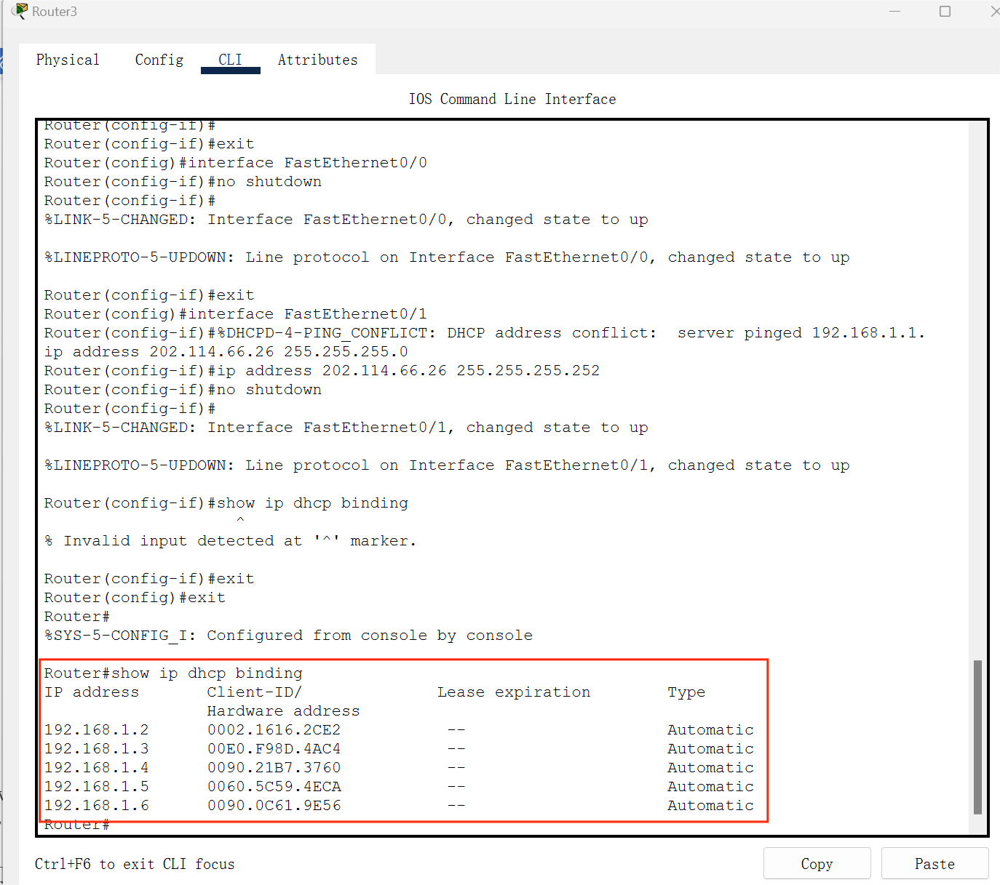 Router3
Physical Config CLI Attributes
IOS Command Line Interface
Router(config-if)#
Router(config-if)#exit
Router(config)#interface FastEthernet0/0
Router(config-if)#no shutdown
Router(config-if)#
%LINK-5-CHANGED: Interface FastEthernet0/0, changed state to up
%LINEPROTO-5-UPDOWN: Line protocol on Interface FastEthernet0/0, changed state to up
Router(config-if)#exit
Router(config)#interface FastEthernet0/1
Router(config-if)#%DHCPD-4-PING_CONFLICT: DHCP address conflict:  server pinged 192.168.1.1.
ip address 202.114.66.26 255.255.255.0
Router(config-if)#ip address 202.114.66.26 255.255.255.252
Router(config-if)#no shutdown
Router(config-if)#
%LINK-5-CHANGED: Interface FastEthernet0/1, changed state to up
%LINEPROTO-5-UPDOWN: Line protocol on Interface FastEthernet0/1, changed state to up
Router(config-if)#show ip dhcp binding
^
% Invalid input detected at '^' marker.
Router(config-if)#exit
Router(config)#exit
Router#
%SYS-5-CONFIG_I: Configured from console by console
Router#show ip dhcp binding
IP address Client-ID/ Lease expiration Type
Hardware address
192.168.1.2 0002.1616.2CE2 -- Automatic
192.168.1.3 00E0.F98D.4AC4 -- Automatic
192.168.1.4 0090.21B7.3760 -- Automatic
192.168.1.5 0060.5C59.4ECA -- Automatic
192.168.1.6 0090.0C61.9E56 -- Automatic
Router#
Ctrl+F6 to exit CLI focus
Copy Paste